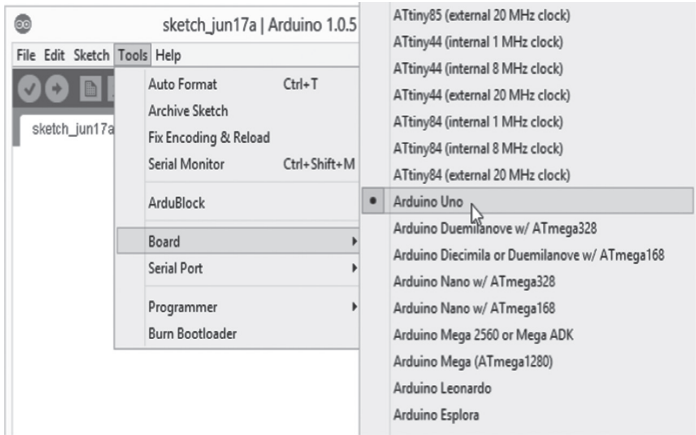 sketch_jun17a | Arduino 1.0.5
File Edit Sketch Tools Help
sketch_jun17a
Auto Format Ctrl+T
Archive Sketch
Fix Encoding & Reload
Serial Monitor Ctrl+Shift+M
ArduBlock
Board
Serial Port
Programmer
Burn Bootloader
ATtiny85 (external 20 MHz clock)
ATtiny44 (internal 1 MHz clock)
ATtiny44 (internal 8 MHz clock)
ATtiny44 (external 20 MHz clock)
ATtiny84 (internal 1 MHz clock)
ATtiny84 (internal 8 MHz clock)
ATtiny84 (external 20 MHz clock)
Arduino Uno
Arduino Duemilanove w/ ATmega328
Arduino Diecimila or Duemilanove w/ ATmega168
Arduino Nano w/ ATmega328
Arduino Nano w/ ATmega168
Arduino Mega 2560 or Mega ADK
Arduino Mega (ATmega1280)
Arduino Leonardo
Arduino Esplora